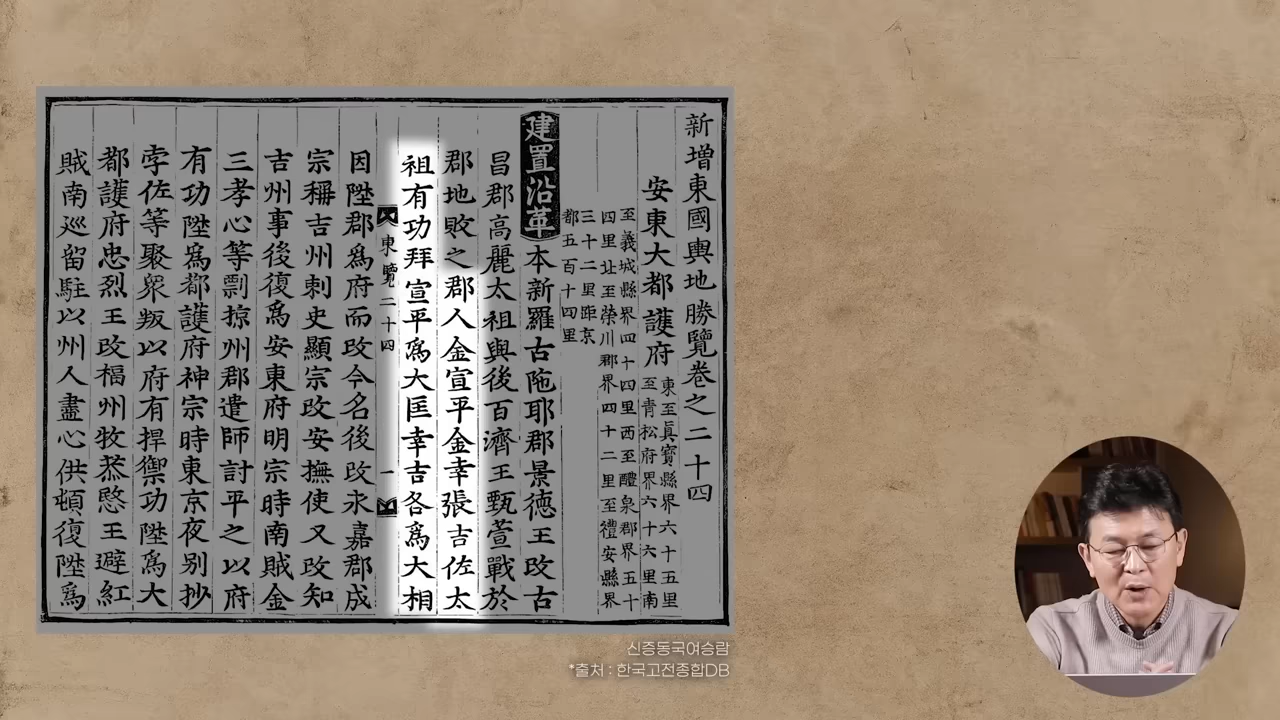 新增東國輿地勝覽卷之二十四
安東大都護府
東至眞寶縣界六十五里
至靑松府界六十六里南
至義城縣界四十四里西至醴泉郡界五十
四里北至榮川郡界四十二里至禮安縣界
三十二里距京
都五百十四里
建置沿革
本新羅古陁耶郡景德王改古
昌郡高麗太祖與後百濟王甄萱戰於
郡地敗之郡人金宣平金幸張吉佐太
祖有功拜宣平爲大匡幸吉各爲大相
東覽二十四
一
因陞郡爲府而改今名後改永嘉郡成
宗稱吉州刺史顯宗改安撫使又改知
吉州事後復爲安東府明宗時南賊金
三孝心等剽掠州郡遣師討平之以府
有功陞爲都護府神宗時東京夜別抄
孛佐等聚衆叛以府有捍禦功陞爲大
都護府忠烈王改福州牧恭愍王避紅
賊南巡留駐以州人盡心供頓復陞爲
신증동국여승람
*출처 : 한국고전종합DB